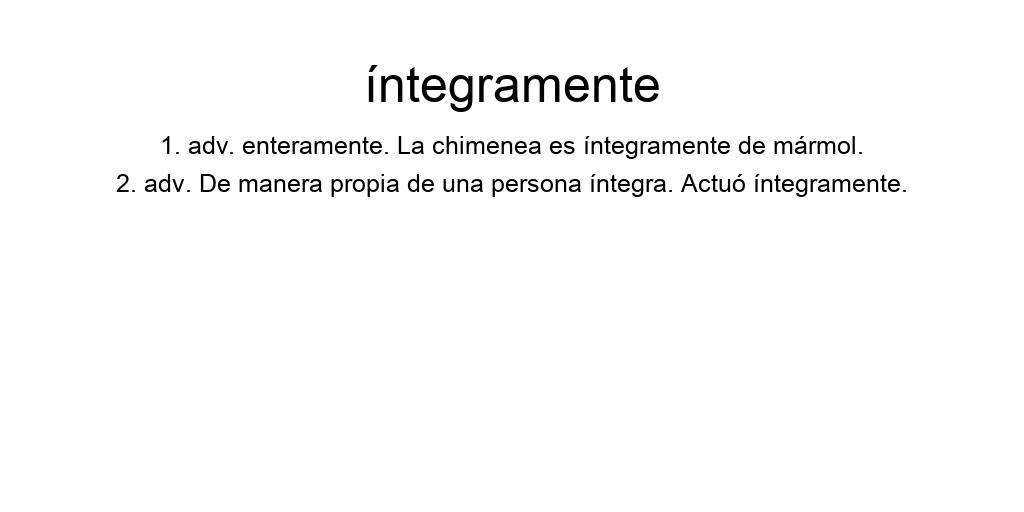 íntegramente
1. adv. enteramente. La chimenea es íntegramente de mármol.
2. adv. De manera propia de una persona íntegra. Actuó íntegramente.